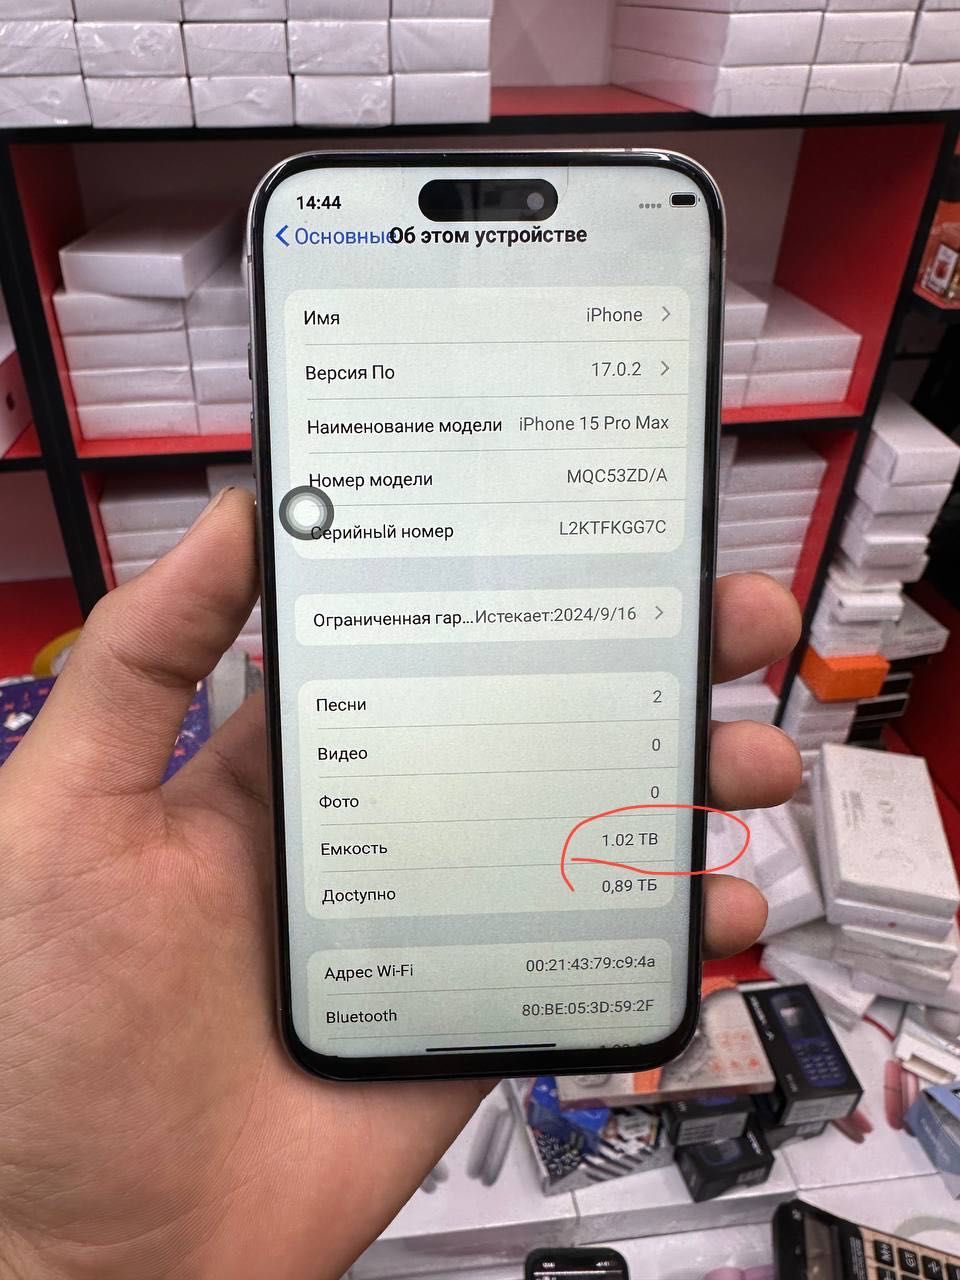 14:44
Основные
Об этом устройстве
Имя iPhone
Версия По 17.0.2
Наименование модели iPhone 15 Pro Max
Номер модели MQC53ZD/A
Серийный номер L2KTFKGG7C
Ограниченная гар...Истекает:2024/9/16
Песни 2
Видео 0
Фото 0
Емкость 1.02 TB
Доступно 0,89 ТБ
Адрес Wi-Fi 00:21:43:79:c9:4a
Bluetooth 80:BE:05:3D:59:2F